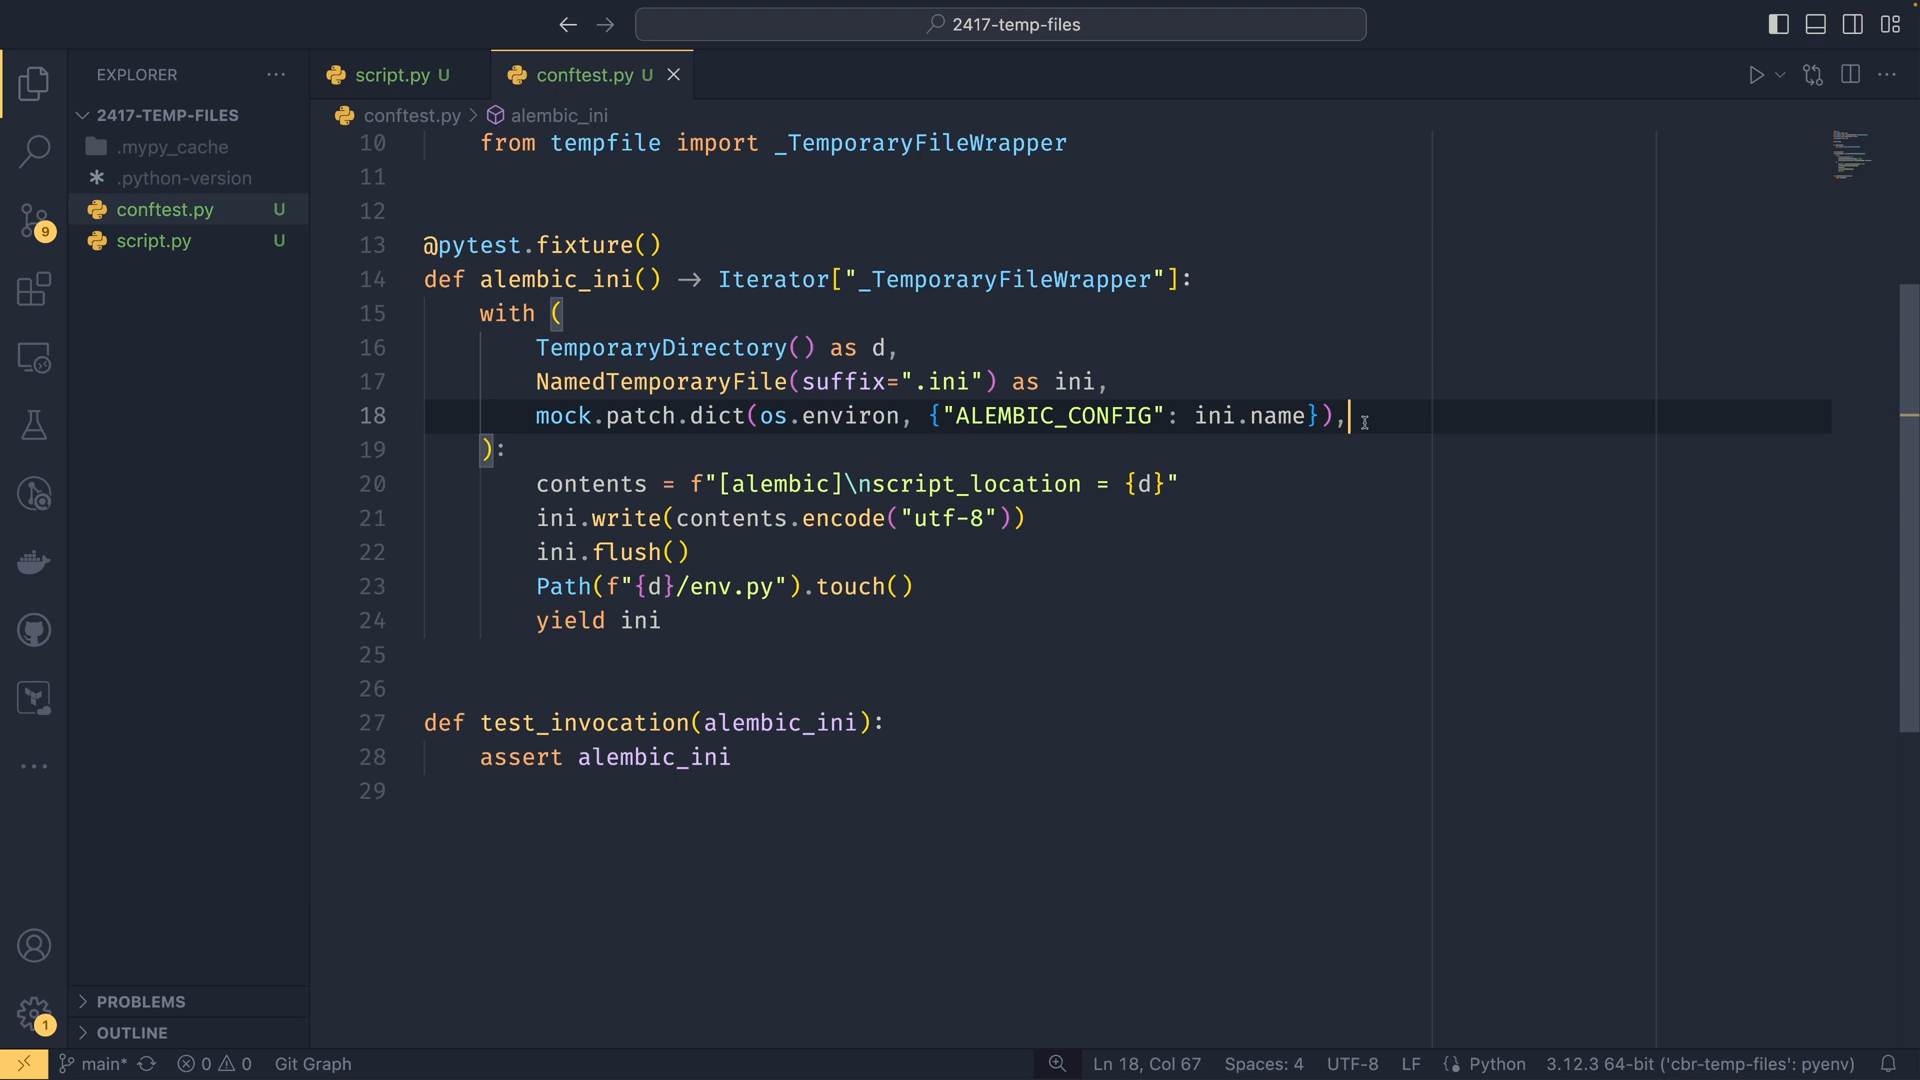 2417-temp-files
EXPLORER
2417-TEMP-FILES
.mypy_cache
.python-version
conftest.py U
script.py U
PROBLEMS
OUTLINE
9
1
script.py U
conftest.py U
conftest.py > alembic_ini
10 from tempfile import _TemporaryFileWrapper
11
12
13 @pytest.fixture()
14 def alembic_ini() -> Iterator["_TemporaryFileWrapper"]:
15 with (
16 TemporaryDirectory() as d,
17 NamedTemporaryFile(suffix=".ini") as ini,
18 mock.patch.dict(os.environ, {"ALEMBIC_CONFIG": ini.name}),
19 ):
20 contents = f"[alembic]\nscript_location = {d}"
21 ini.write(contents.encode("utf-8"))
22 ini.flush()
23 Path(f"{d}/env.py").touch()
24 yield ini
25
26
27 def test_invocation(alembic_ini):
28 assert alembic_ini
29
main* 0 0 Git Graph Ln 18, Col 67 Spaces: 4 UTF-8 LF Python 3.12.3 64-bit ('cbr-temp-files': pyenv)